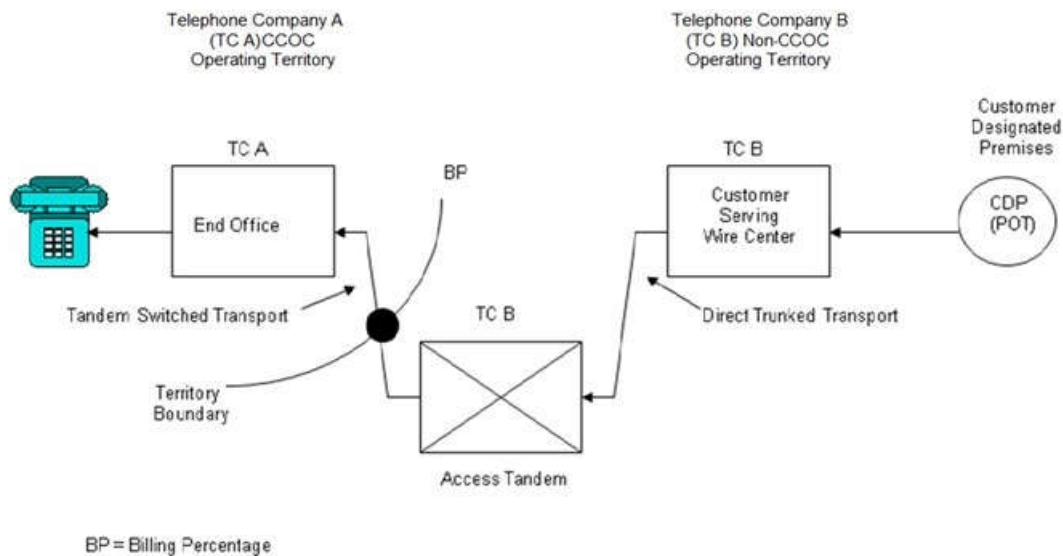 Telephone Company A
(TC A)CCOC
Operating Territory
Telephone Company B
(TC B) Non-CCOC
Operating Territory
Customer
Designated
Premises
TC A
BP
TC B
End Office
Customer
Serving
Wire Center
CDP
(POT)
Tandem Switched Transport
TC B
Direct Trunked Transport
Territory
Boundary
Access Tandem
BP = Billing Percentage